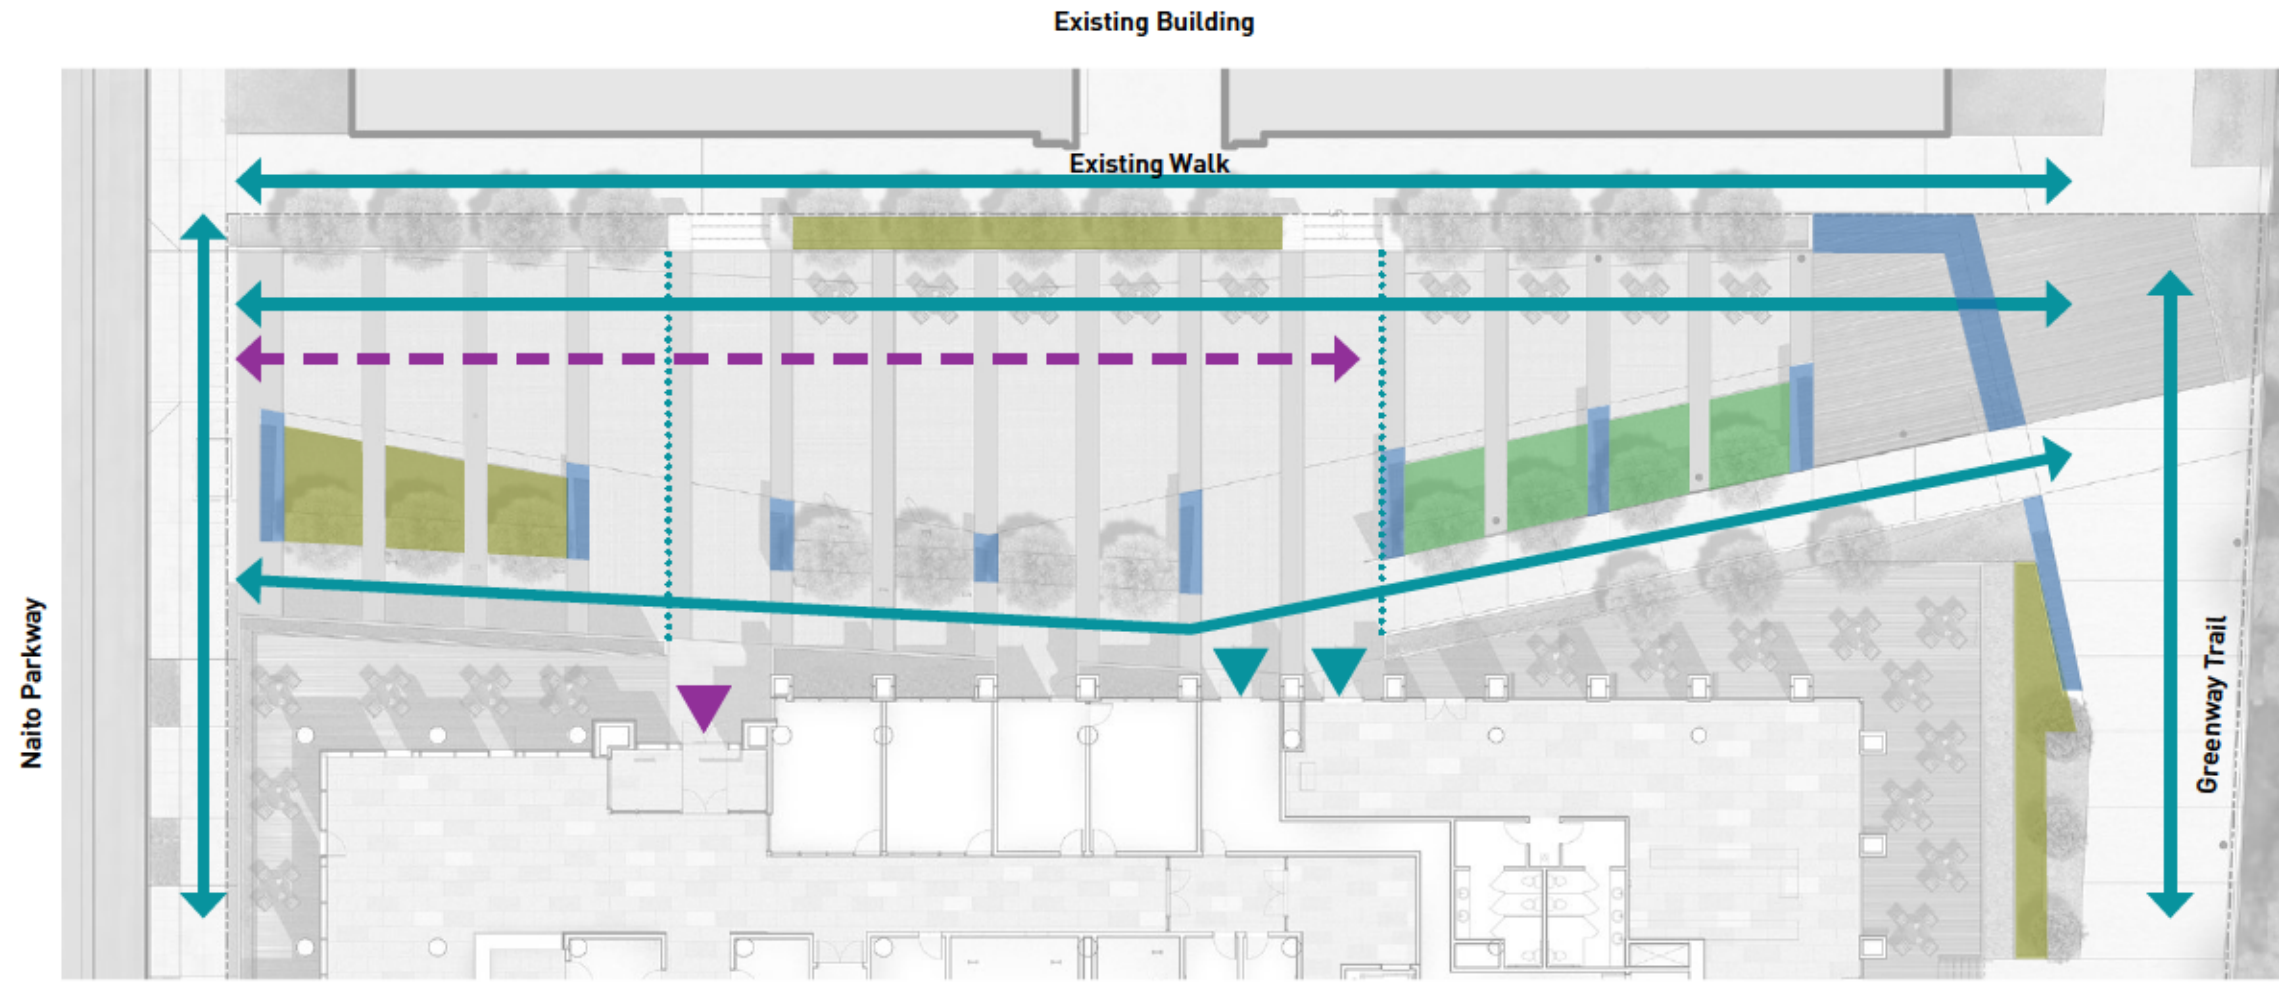 Existing Building
Existing Walk
Naito Parkway
Greenway Trail